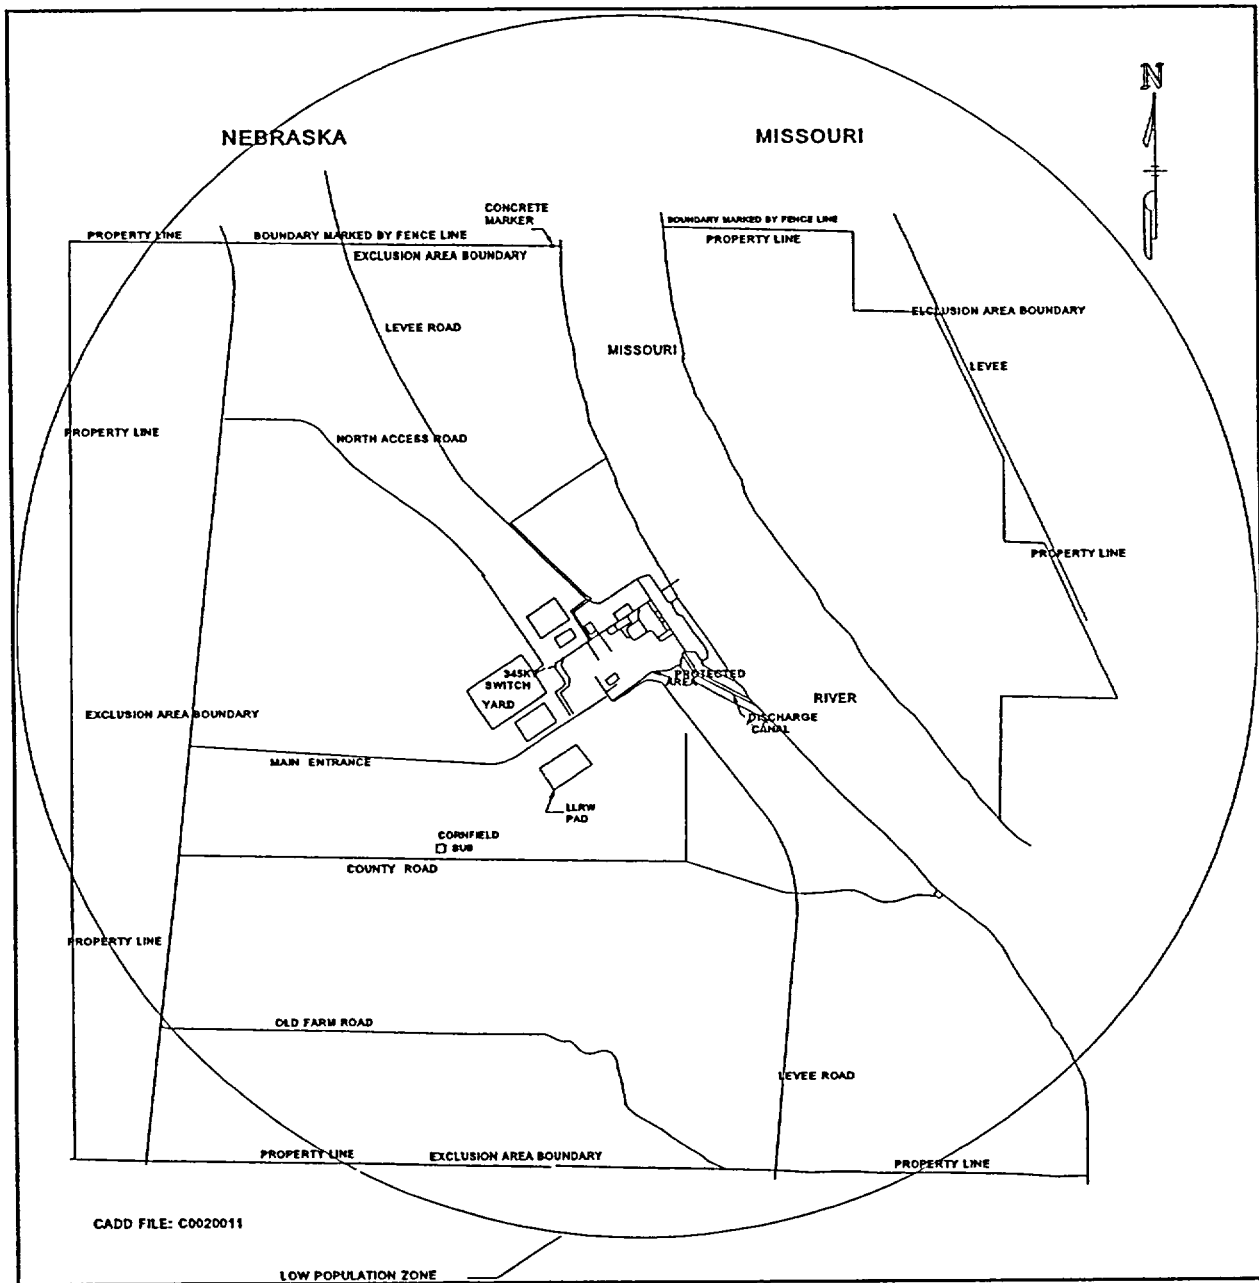 N
NEBRASKA
MISSOURI
CONCRETE
MARKER
BOUNDARY MARKED BY FENCE LINE
PROPERTY LINE
PROPERTY LINE
BOUNDARY MARKED BY FENCE LINE
EXCLUSION AREA BOUNDARY
ELCLUSION AREA BOUNDARY
LEVEE ROAD
MISSOURI
LEVEE
PROPERTY LINE
NORTH ACCESS ROAD
PROPERTY LINE
345KV
SWITCH
YARD
PROTECTED
AREA
RIVER
EXCLUSION AREA BOUNDARY
DISCHARGE
CANAL
MAIN ENTRANCE
LLRW
PAD
CORNFIELD
SUB
COUNTY ROAD
PROPERTY LINE
OLD FARM ROAD
LEVEE ROAD
PROPERTY LINE
EXCLUSION AREA BOUNDARY
PROPERTY LINE
CADD FILE: C0020011
LOW POPULATION ZONE